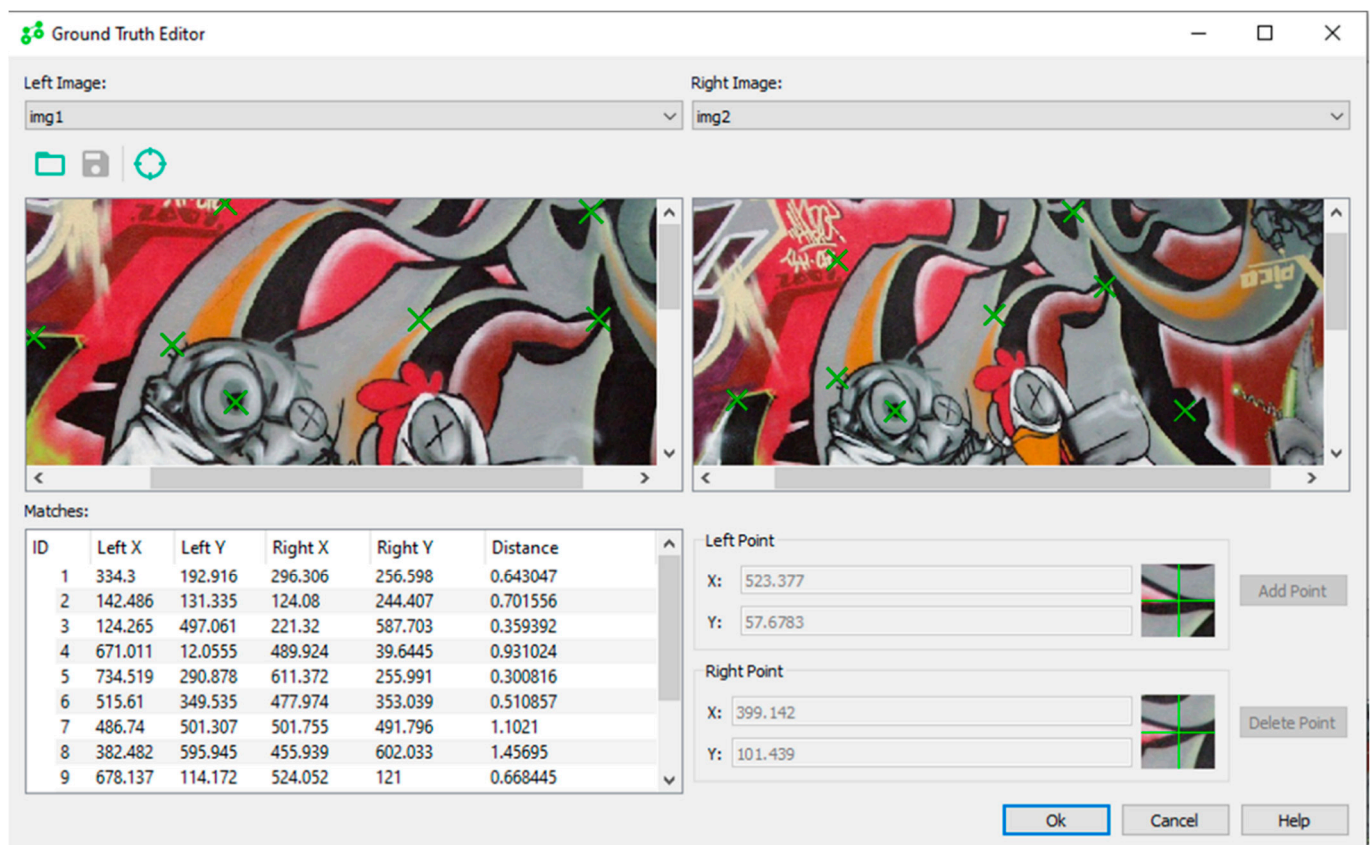 Ground Truth Editor
Left Image:
Right Image:
img1
img2
Matches:
ID Left X Left Y Right X Right Y Distance
1 334.3 192.916 296.306 256.598 0.643047
2 142.486 131.335 124.08 244.407 0.701556
3 124.265 497.061 221.32 587.703 0.359392
4 671.011 12.0555 489.924 39.6445 0.931024
5 734.519 290.878 611.372 255.991 0.300816
6 515.61 349.535 477.974 353.039 0.510857
7 486.74 501.307 501.755 491.796 1.1021
8 382.482 595.945 455.939 602.033 1.45695
9 678.137 114.172 524.052 121 0.668445
Left Point
X: 523.377
Y: 57.6783
Add Point
Right Point
X: 399.142
Y: 101.439
Delete Point
Ok Cancel Help